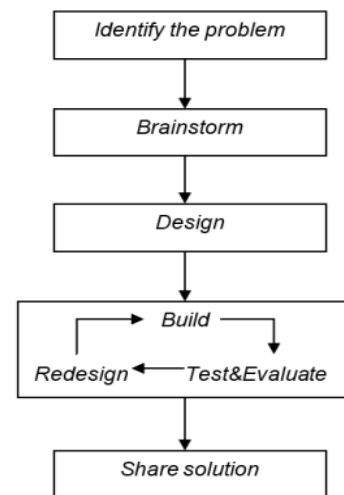 Identify the problem
Brainstorm
Design
Build
Redesign Test&Evaluate
Share solution